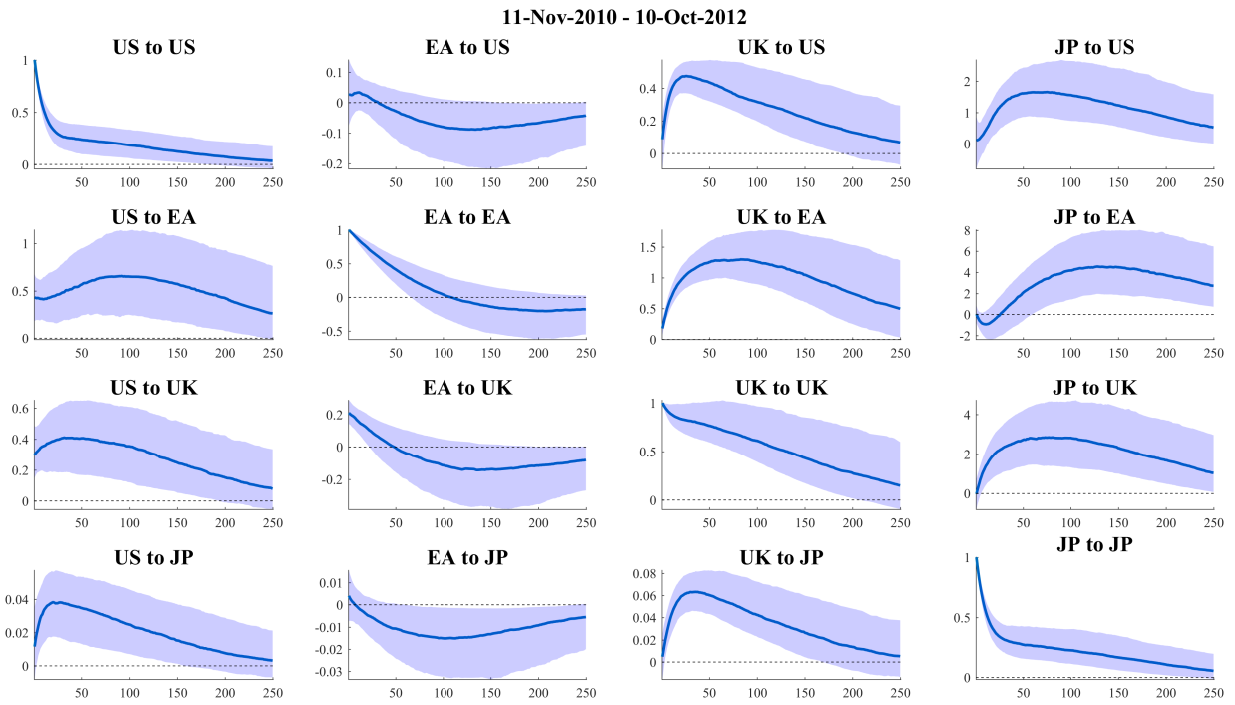 11-Nov-2010 - 10-Oct-2012
US to US
EA to US
UK to US
JP to US
1
0.5
0
50 100 150 200 250
0.1
0
-0.1
-0.2
50 100 150 200 250
0.4
0.2
0
50 100 150 200 250
2
1
0
50 100 150 200 250
US to EA
EA to EA
UK to EA
JP to EA
1
0.5
0
50 100 150 200 250
1
0.5
0
-0.5
50 100 150 200 250
1.5
1
0.5
0
50 100 150 200 250
8
6
4
2
0
-2
50 100 150 200 250
US to UK
EA to UK
UK to UK
JP to UK
0.6
0.4
0.2
0
50 100 150 200 250
0.2
0
-0.2
50 100 150 200 250
1
0.5
0
50 100 150 200 250
4
2
0
50 100 150 200 250
US to JP
EA to JP
UK to JP
JP to JP
0.04
0.02
0
50 100 150 200 250
0.01
0
-0.01
-0.02
-0.03
50 100 150 200 250
0.08
0.06
0.04
0.02
0
50 100 150 200 250
1
0.5
0
50 100 150 200 250